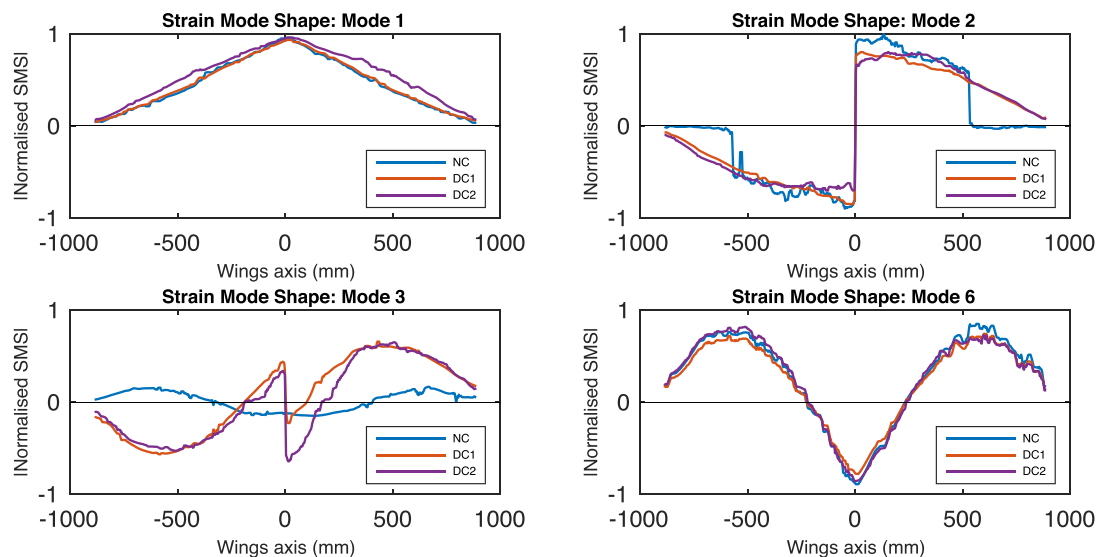 Strain Mode Shape: Mode 1
1
0
-1
INormalised SMSI
NC
DC1
DC2
-1000
-500
0
500
1000
Wings axis (mm)
Strain Mode Shape: Mode 2
1
0
-1
INormalised SMSI
NC
DC1
DC2
-1000
-500
0
500
1000
Wings axis (mm)
Strain Mode Shape: Mode 3
1
0
-1
INormalised SMSI
NC
DC1
DC2
-1000
-500
0
500
1000
Wings axis (mm)
Strain Mode Shape: Mode 6
1
0
-1
INormalised SMSI
NC
DC1
DC2
-1000
-500
0
500
1000
Wings axis (mm)